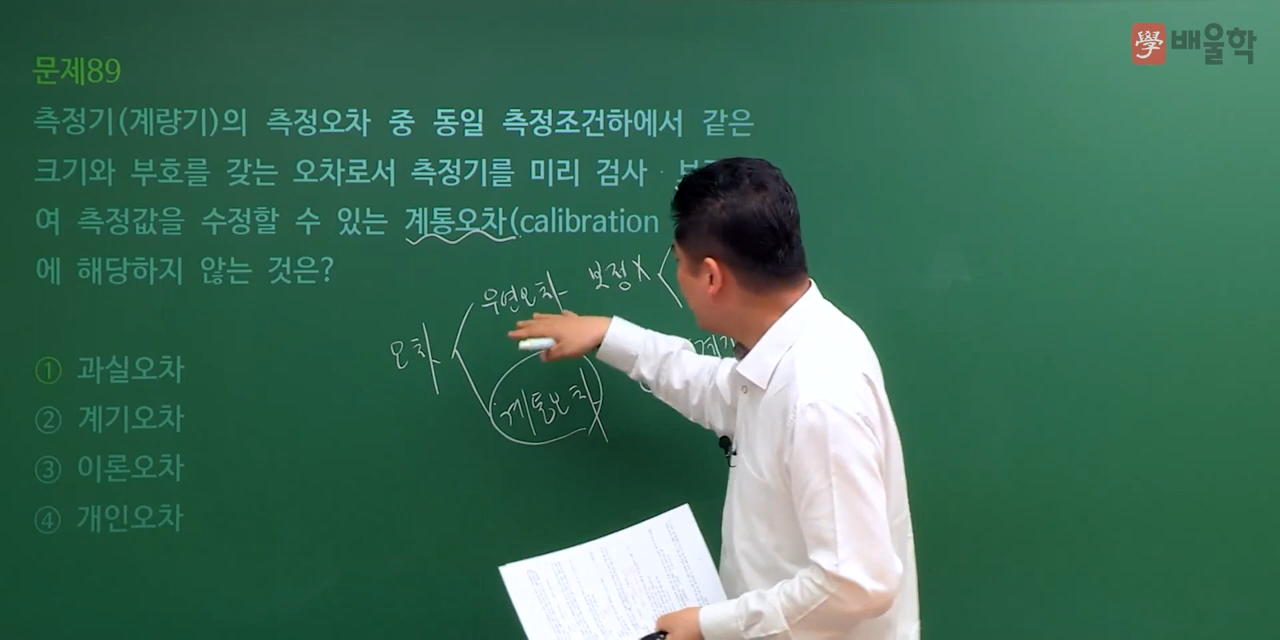 學 배울학
문제89
측정기(계량기)의 측정오차 중 동일 측정조건하에서 같은
크기와 부호를 갖는 오차로서 측정기를 미리 검사 ·
여 측정값을 수정할 수 있는 계통오차(calibration
에 해당하지 않는 것은?
우연오차 보정X
오차
계통오차
① 과실오차
② 계기오차
③ 이론오차
④ 개인오차